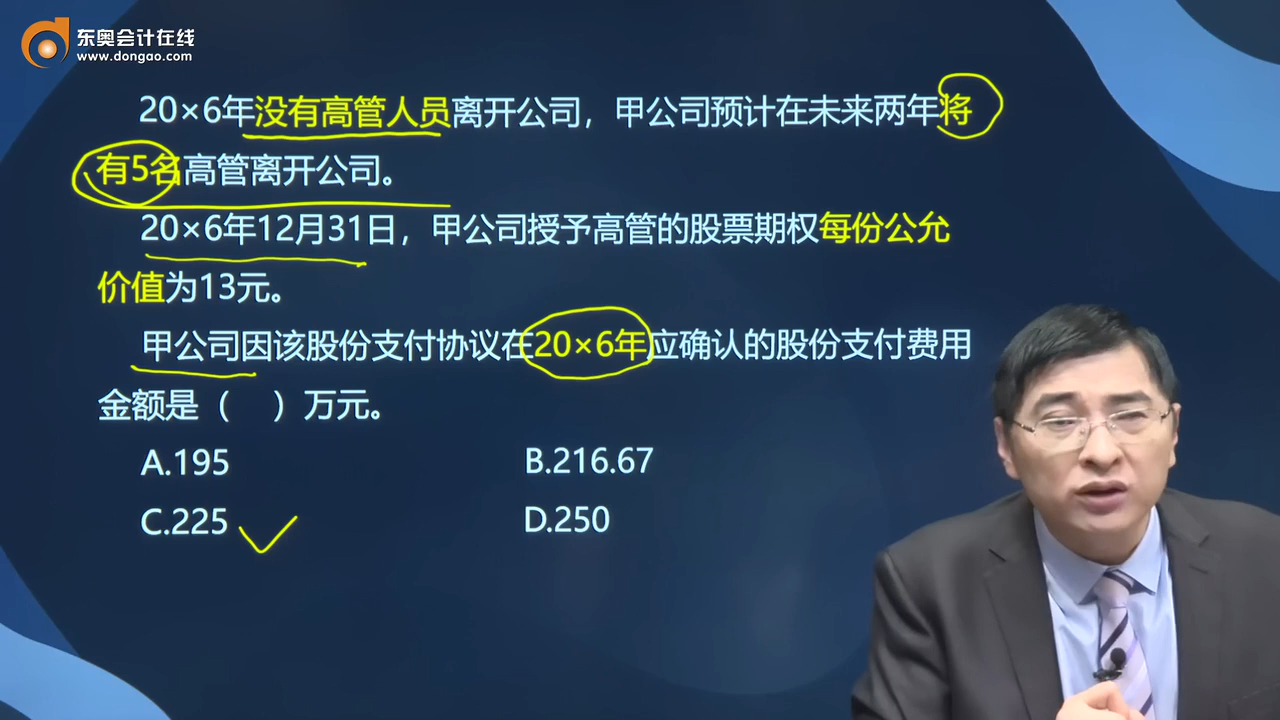 东奥会计在线
www.dongao.com
20×6年没有高管人员离开公司，甲公司预计在未来两年将
有5名高管离开公司。
20×6年12月31日，甲公司授予高管的股票期权每份公允
价值为13元。
甲公司因该股份支付协议在20×6年应确认的股份支付费用
金额是（ ）万元。
A.195 B.216.67
C.225 D.250